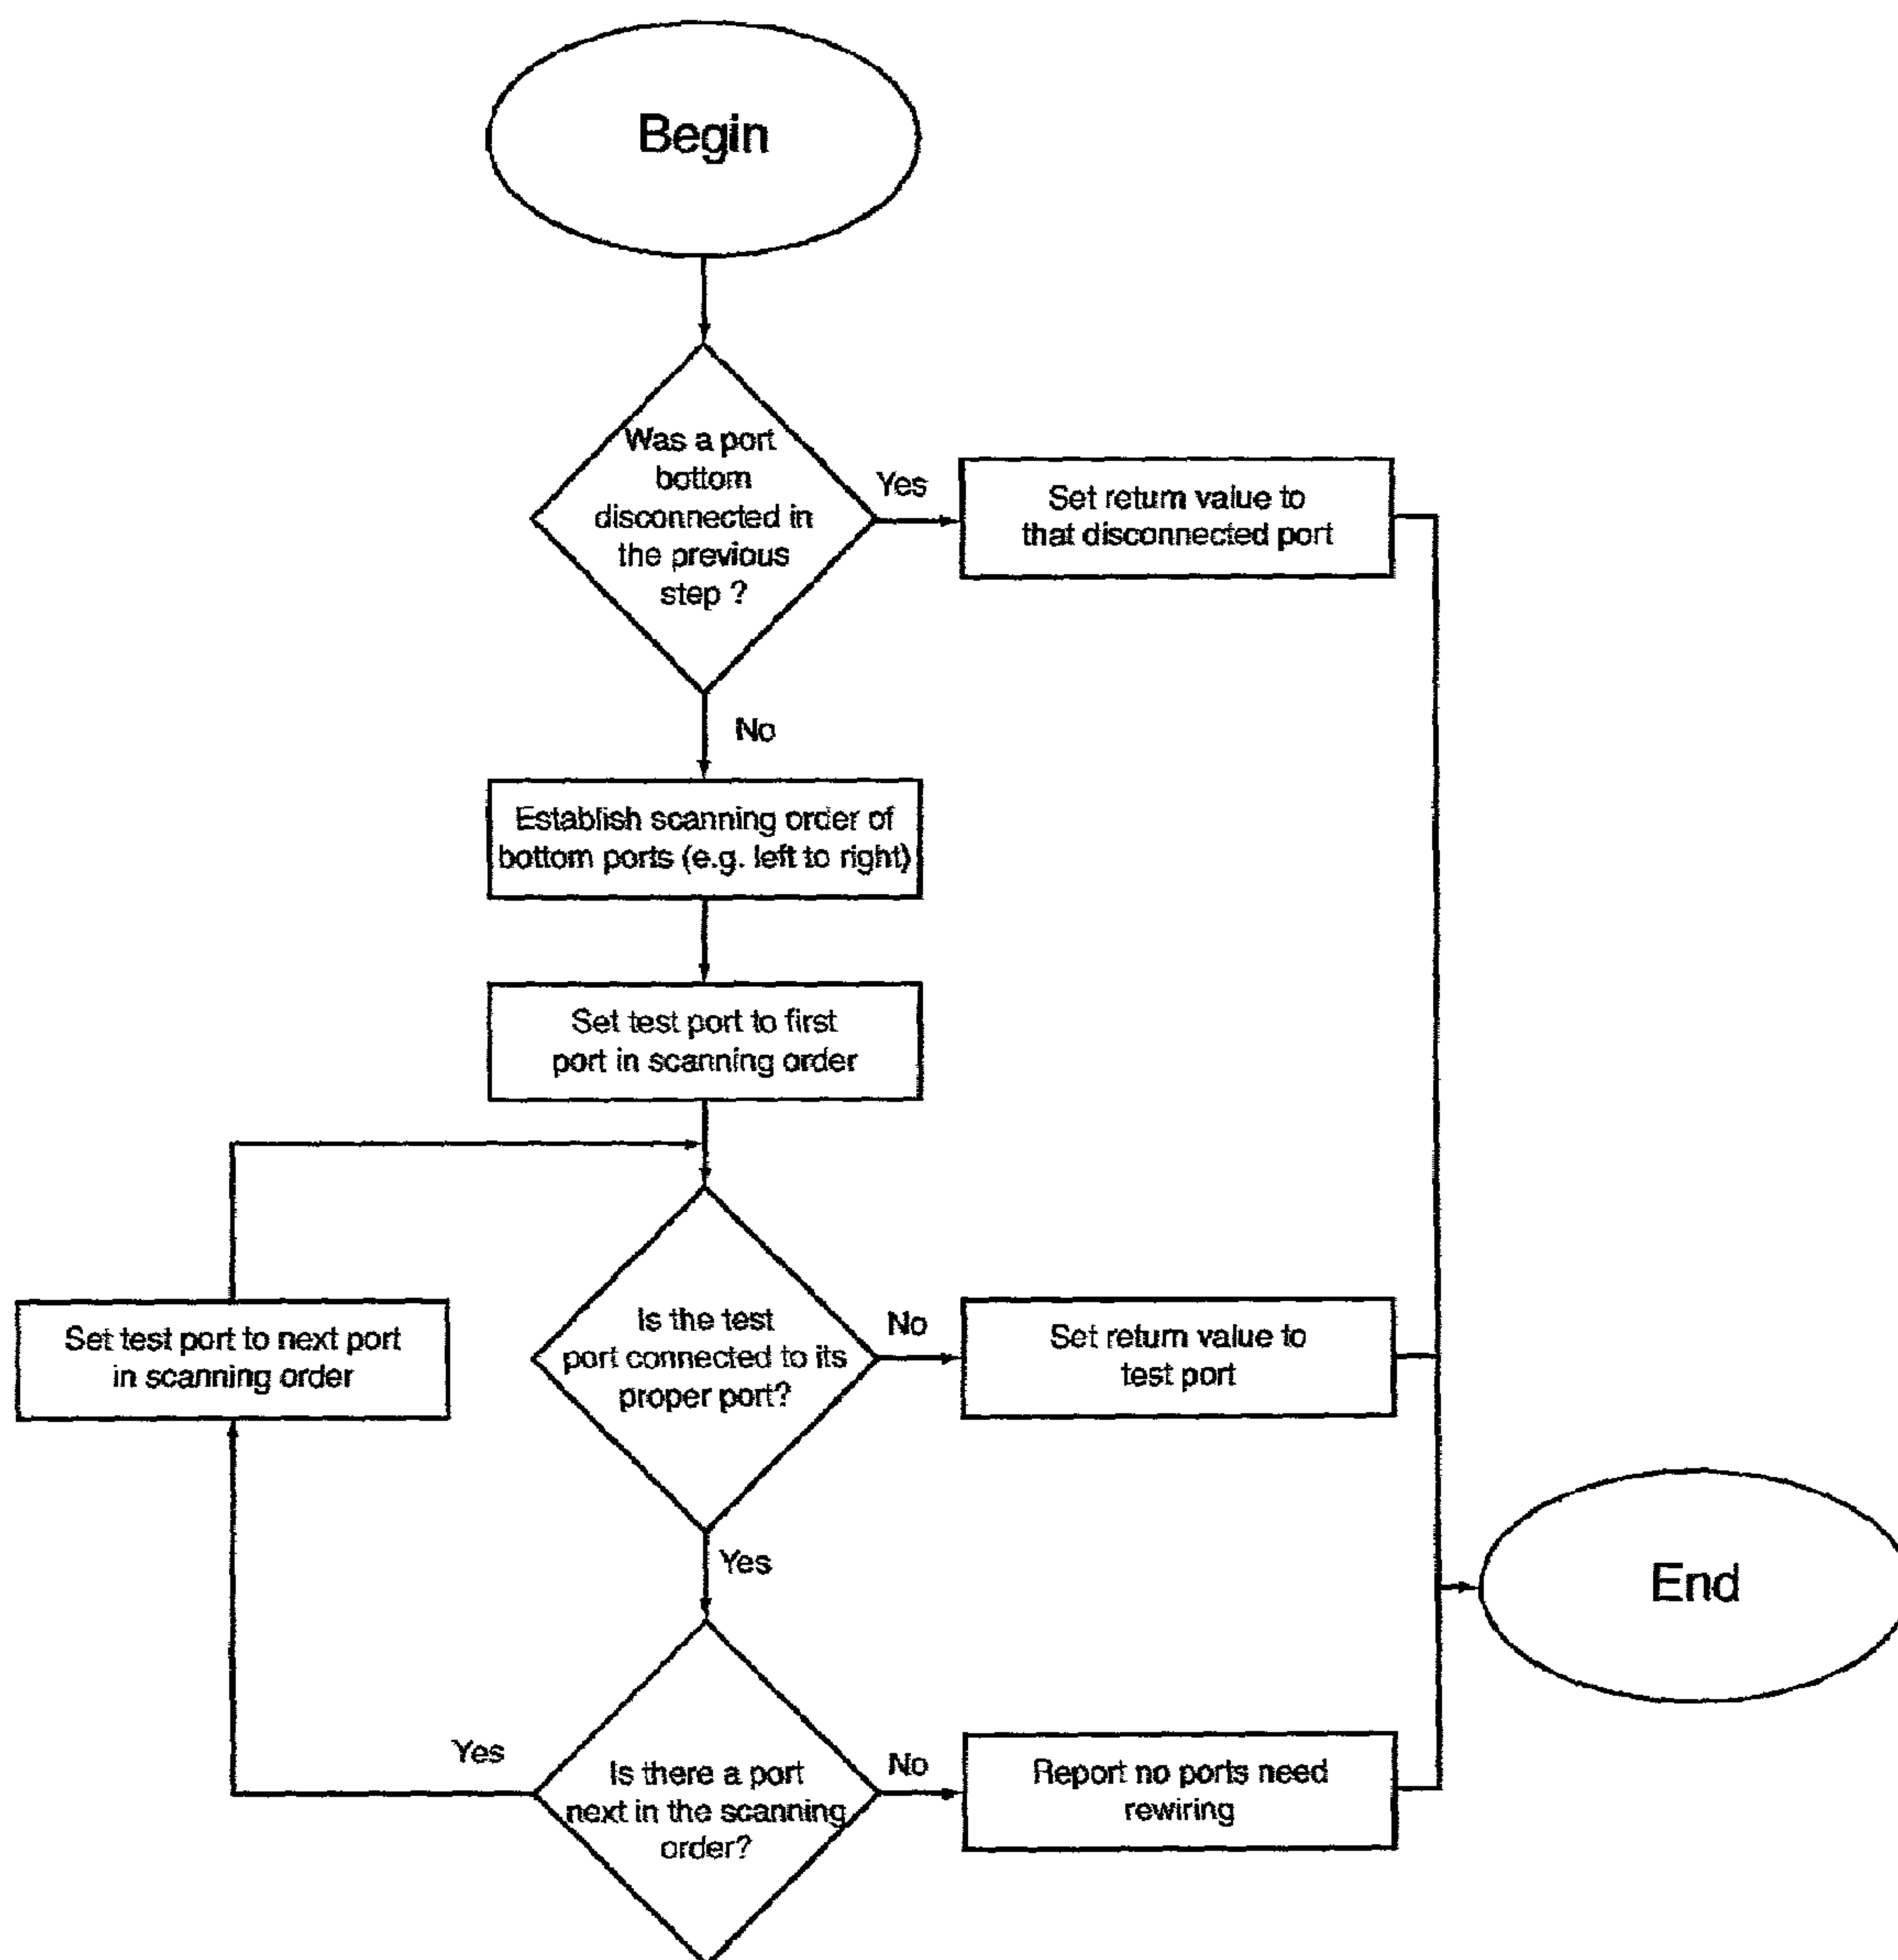 Begin
Was a port
bottom
disconnected in
the previous
step ?
Yes
Set return value to
that disconnected port
No
Establish scanning order of
bottom ports (e.g. left to right)
Set test port to first
port in scanning order
Set test port to next port
in scanning order
Is the test
port connected to its
proper port?
No
Set return value to
test port
Yes
End
Yes
Is there a port
next in the scanning
order?
No
Report no ports need
rewiring